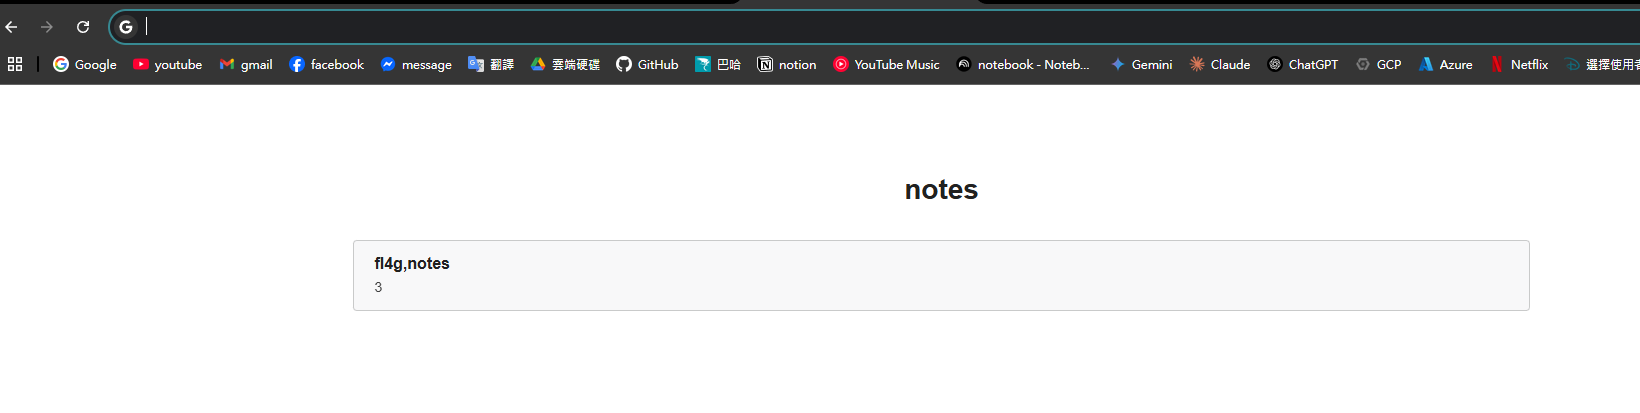 Google youtube gmail facebook message 翻譯 雲端硬碟 GitHub 巴哈 notion YouTube Music notebook - Noteb... Gemini Claude ChatGPT GCP Azure Netflix 選擇使用者
notes
fl4g,notes
3